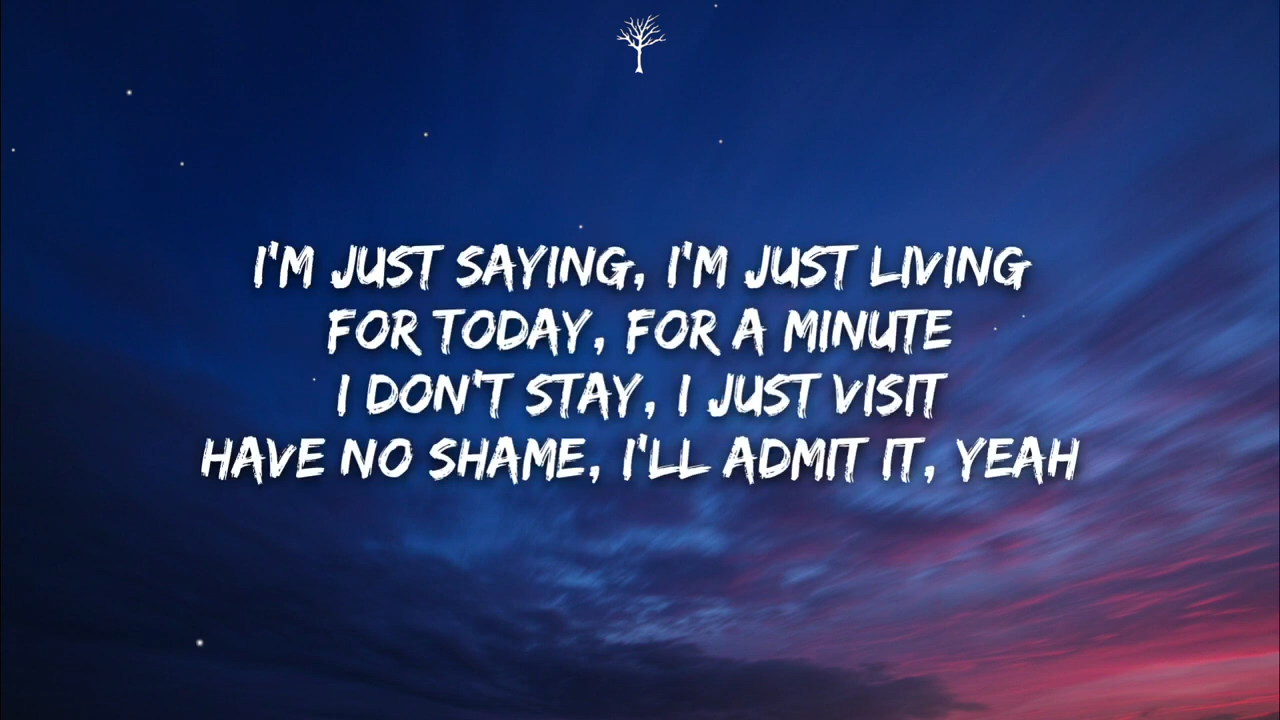 I'M JUST SAYING, I'M JUST LIVING
FOR TODAY, FOR A MINUTE
I DON'T STAY, I JUST VISIT
HAVE NO SHAME, I'LL ADMIT IT, YEAH